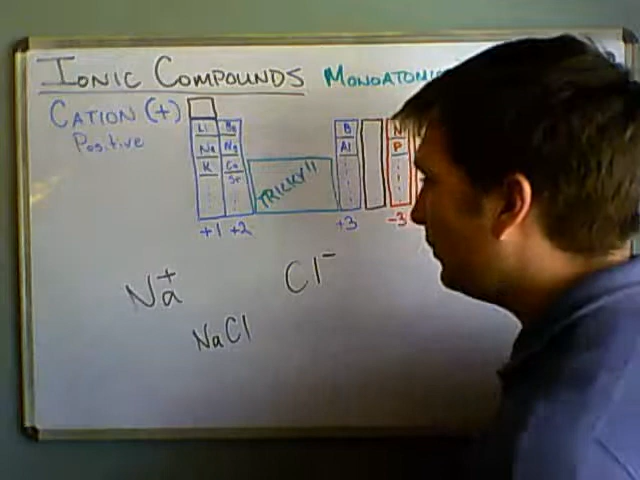 IONIC COMPOUNDS MONOATOMIC
CATION (+)
Positive
Li Be B N
Na Mg Al P
K Ca
Sr
"TRICKY"
+1 +2 +3 -3
Na+ Cl-
NaCl